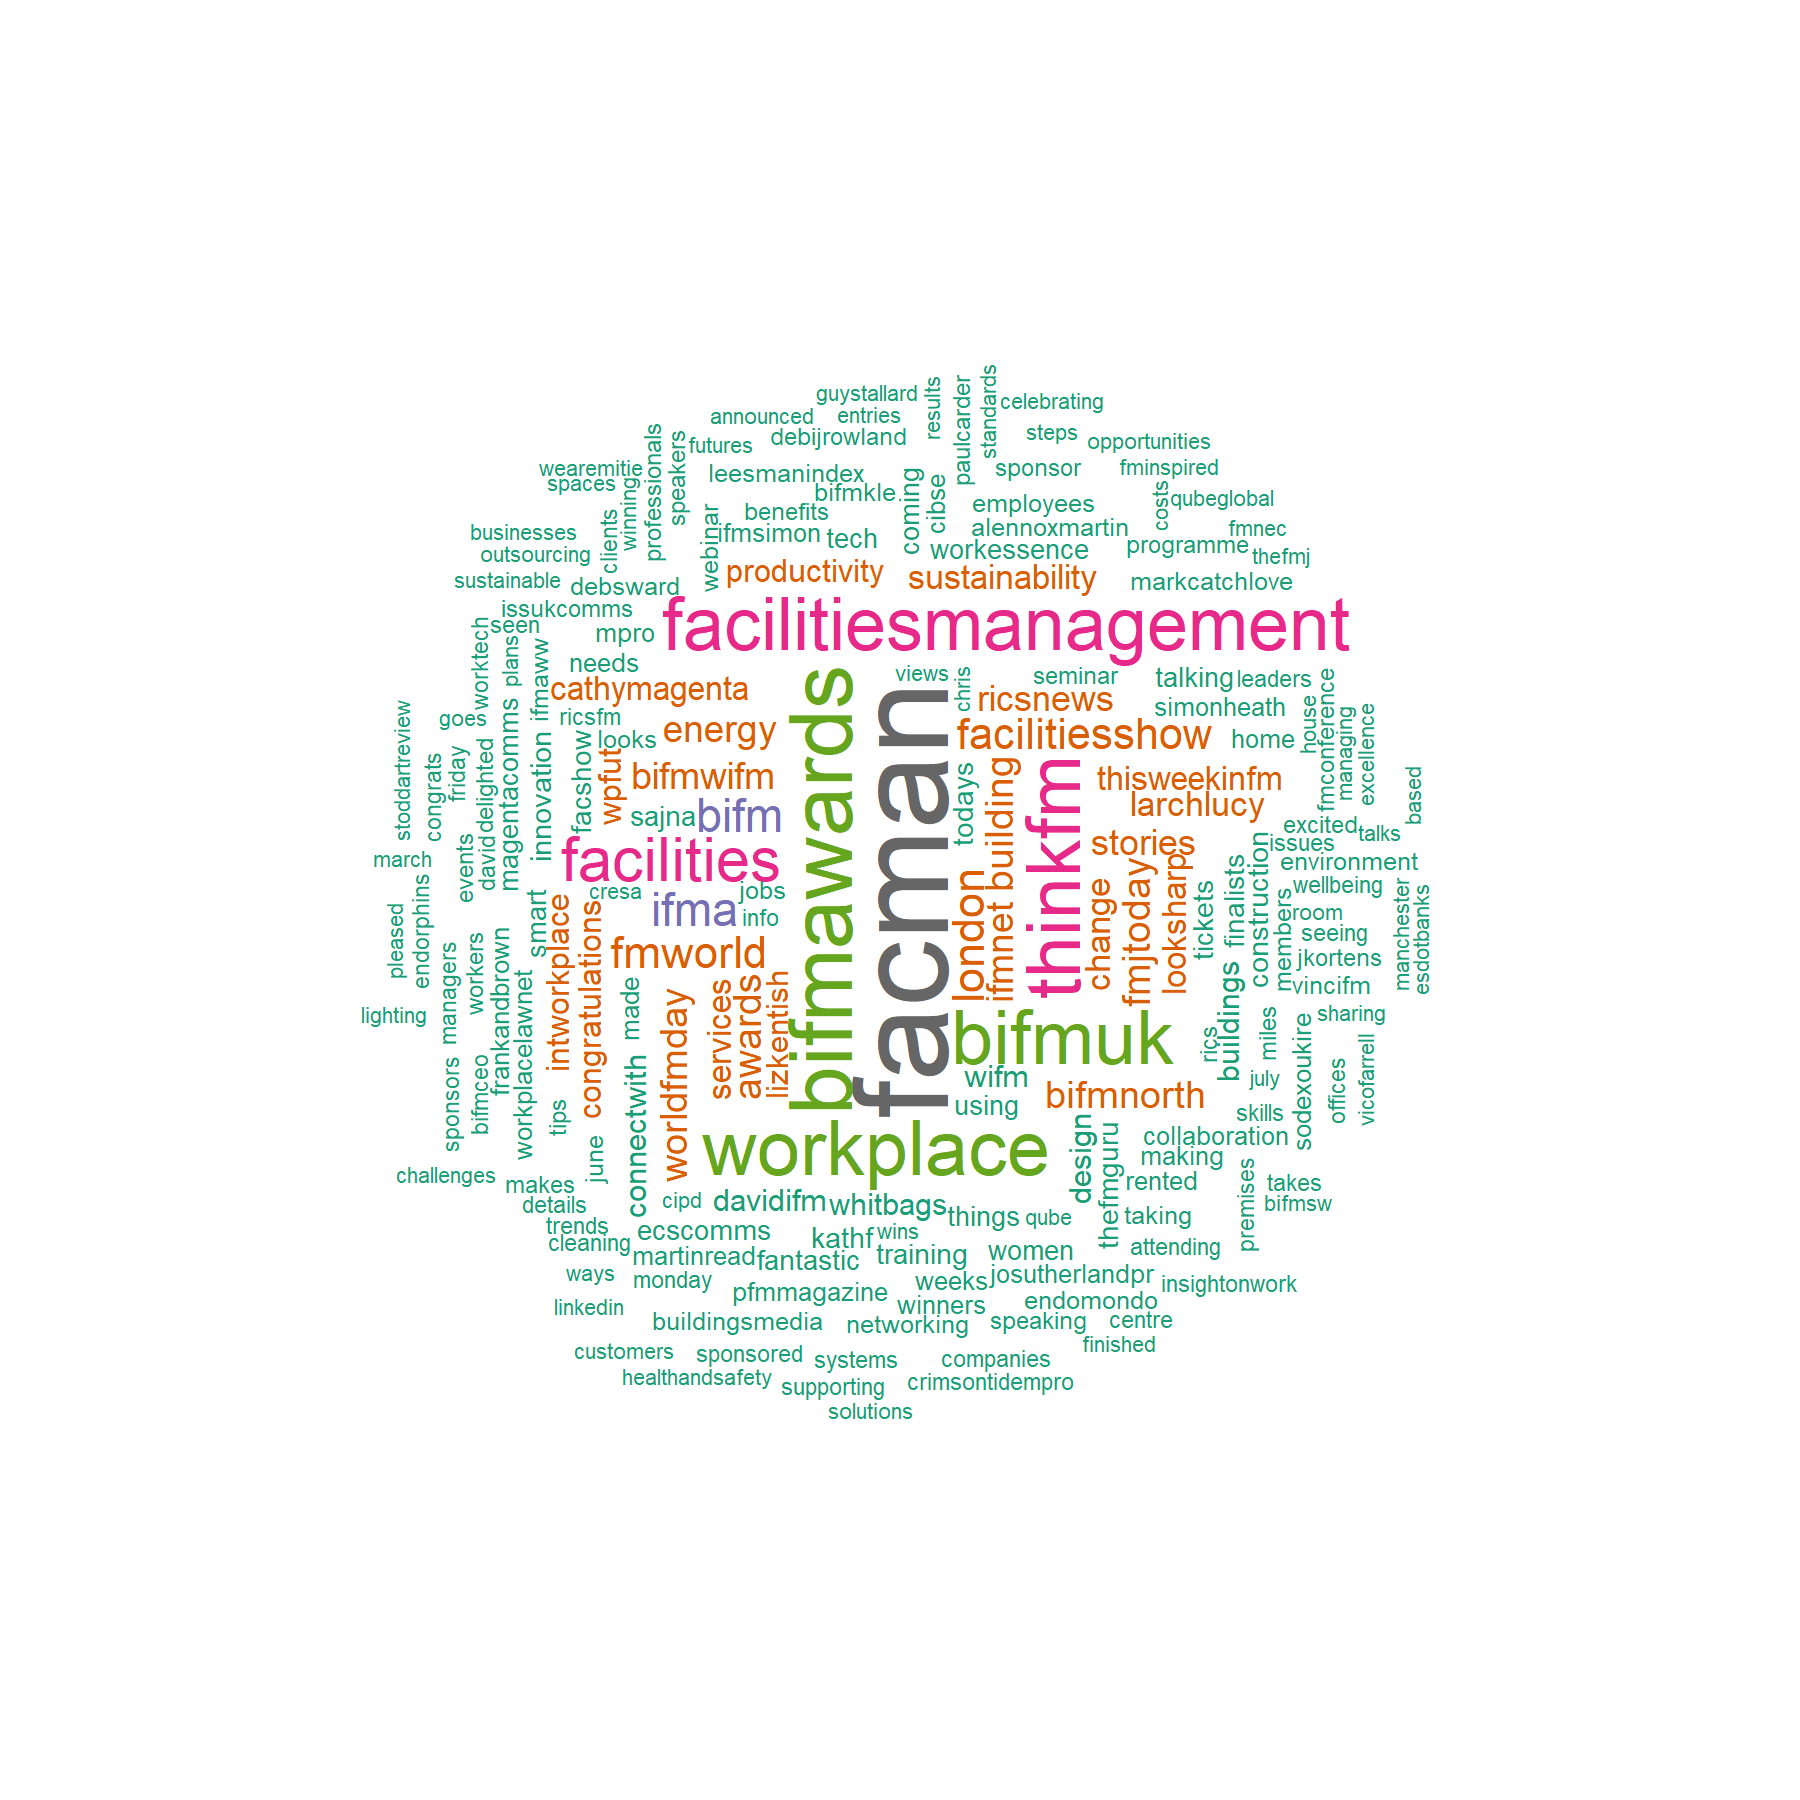 guystallard
results
paulcarder
standards
celebrating
announced
entries
futures
debijrowland
steps
opportunities
professionals
speakers
wearemitie
spaces
winning
leesmanindex
bifmkle
coming
cibse
sponsor
fminspired
costs
qubeglobal
employees
benefits
businesses
outsourcing
clients
webinar
ifmsimon
tech
alennoxmartin
workessence
programme
fmnec
thefmj
sustainable
debsward
productivity
sustainability
markcatchlove
issukcomms
seen
mpro
facilitiesmanagement
worktech
plans
ifmaww
needs
views
chris
seminar
talking
leaders
cathymagenta
ricsnews
simonheath
stoddartreview
goes
magentacomms
ricsfm
looks
energy
bifmawards
facman
facilitiesshow
home
house
fmconference
managing
excellence
congrats
friday
delighted
innovation
facshow
wpfut
bifmwifm
todays
building
thinkfm
thisweekinfm
larchlucy
based
sajna
bifm
stories
excited
talks
issues
march
events
david
facilities
environment
cresa
jobs
info
ifma
wellbeing
pleased
endorphins
smart
intworkplace
congratulations
fmworld
london
ifmnet
change
fmjtoday
looksharp
tickets
finalists
construction
members
room
seeing
jkortens
vincifm
manchester
esdotbanks
lighting
managers
workers
frankandbrown
workplacelawnet
made
worldfmday
services
awards
lizkentish
bifmuk
rics
buildings
miles
sharing
sponsors
bifmceo
tips
june
connectwith
wifm
using
bifmnorth
july
skills
sodexoukire
offices
vicofarrell
workplace
design
thefmguru
collaboration
making
rented
premises
takes
bifmsw
challenges
makes
details
trends
cleaning
cipd
davidifm
whitbags
things
qube
taking
attending
ecscomms
kathf
wins
martinread
fantastic
training
women
ways
monday
pfmmagazine
weeks
josutherlandpr
insightonwork
linkedin
winners
endomondo
buildingsmedia
networking
speaking
centre
finished
customers
sponsored
systems
companies
healthandsafety
supporting
crimsontidempro
solutions